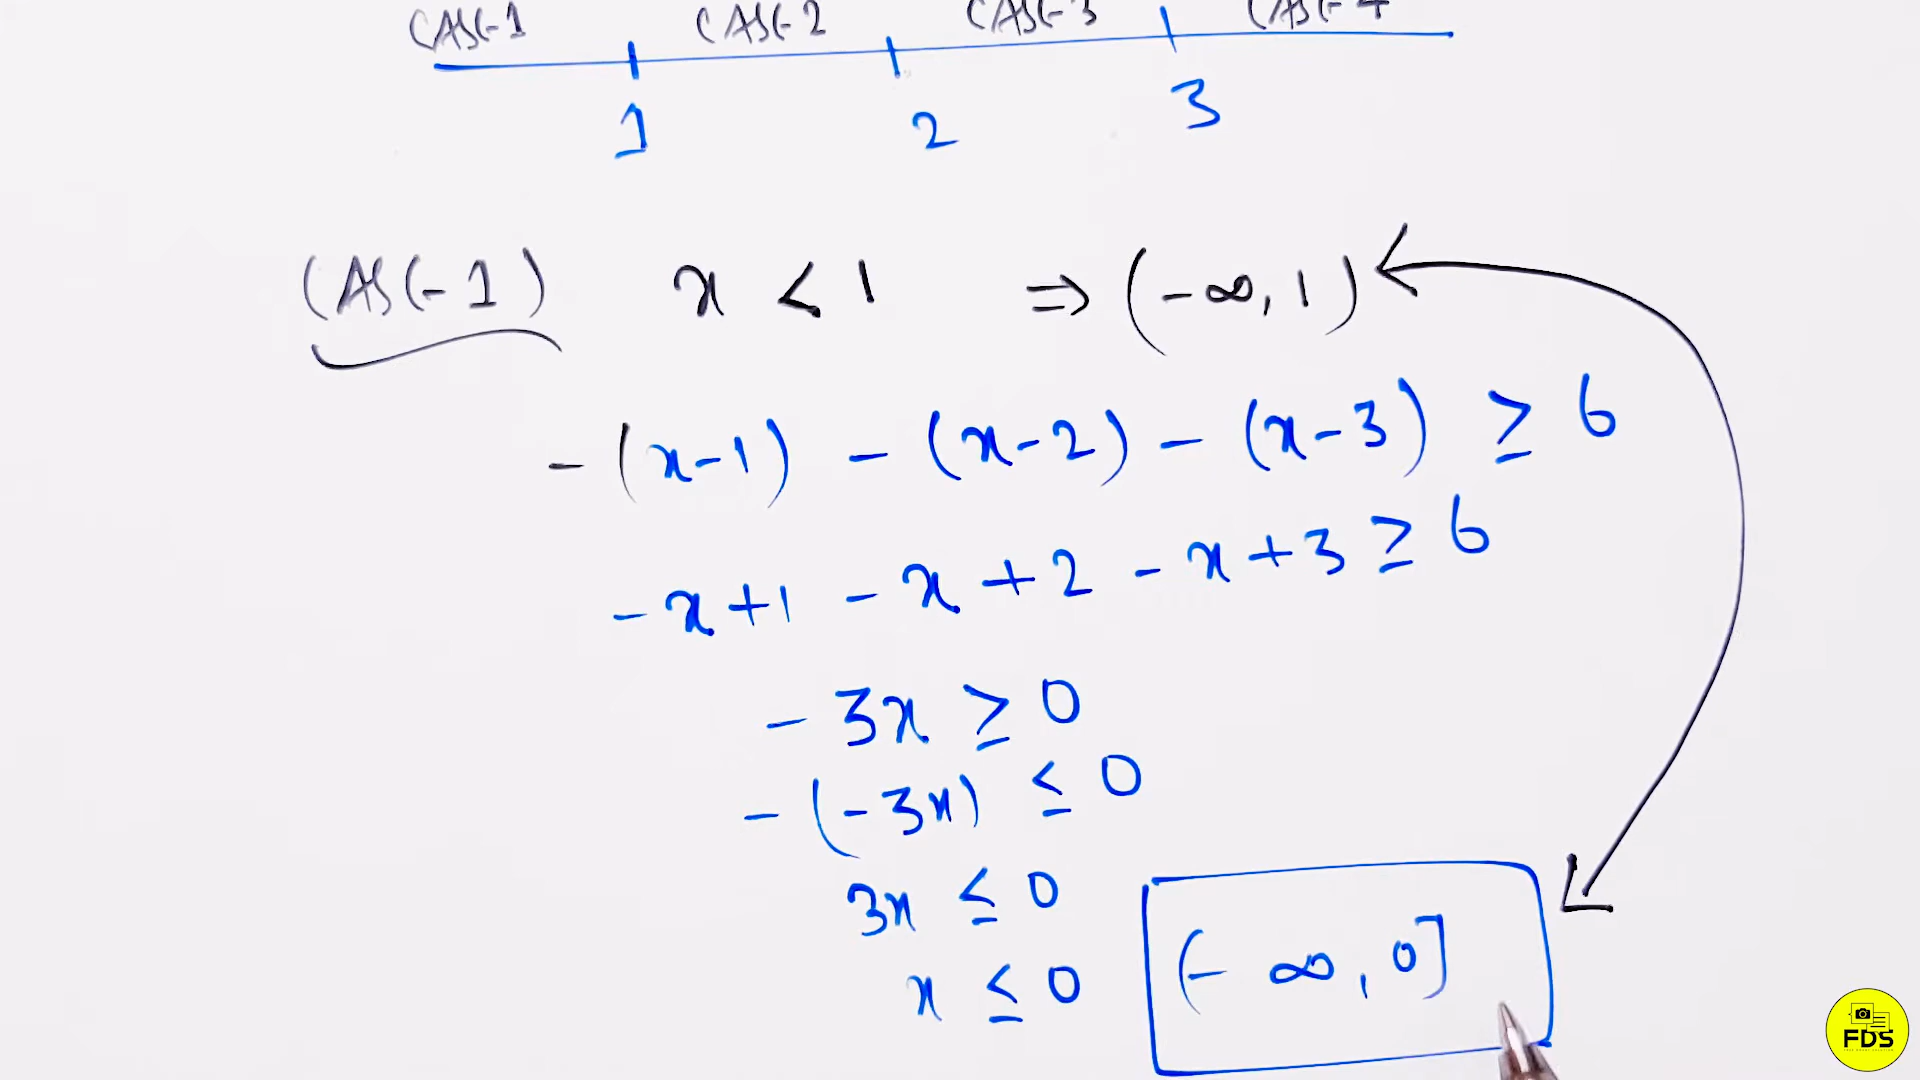 CASE-1 CASE-2 CASE-3 CASE-4
1 2 3
CASE-1) x < 1 ⇒ (-∞, 1)
-(x-1) - (x-2) - (x-3) ≥ 6
-x+1 - x+2 - x+3 ≥ 6
-3x ≥ 0
-(-3x) ≤ 0
3x ≤ 0
x ≤ 0 (-∞, 0]
FDS